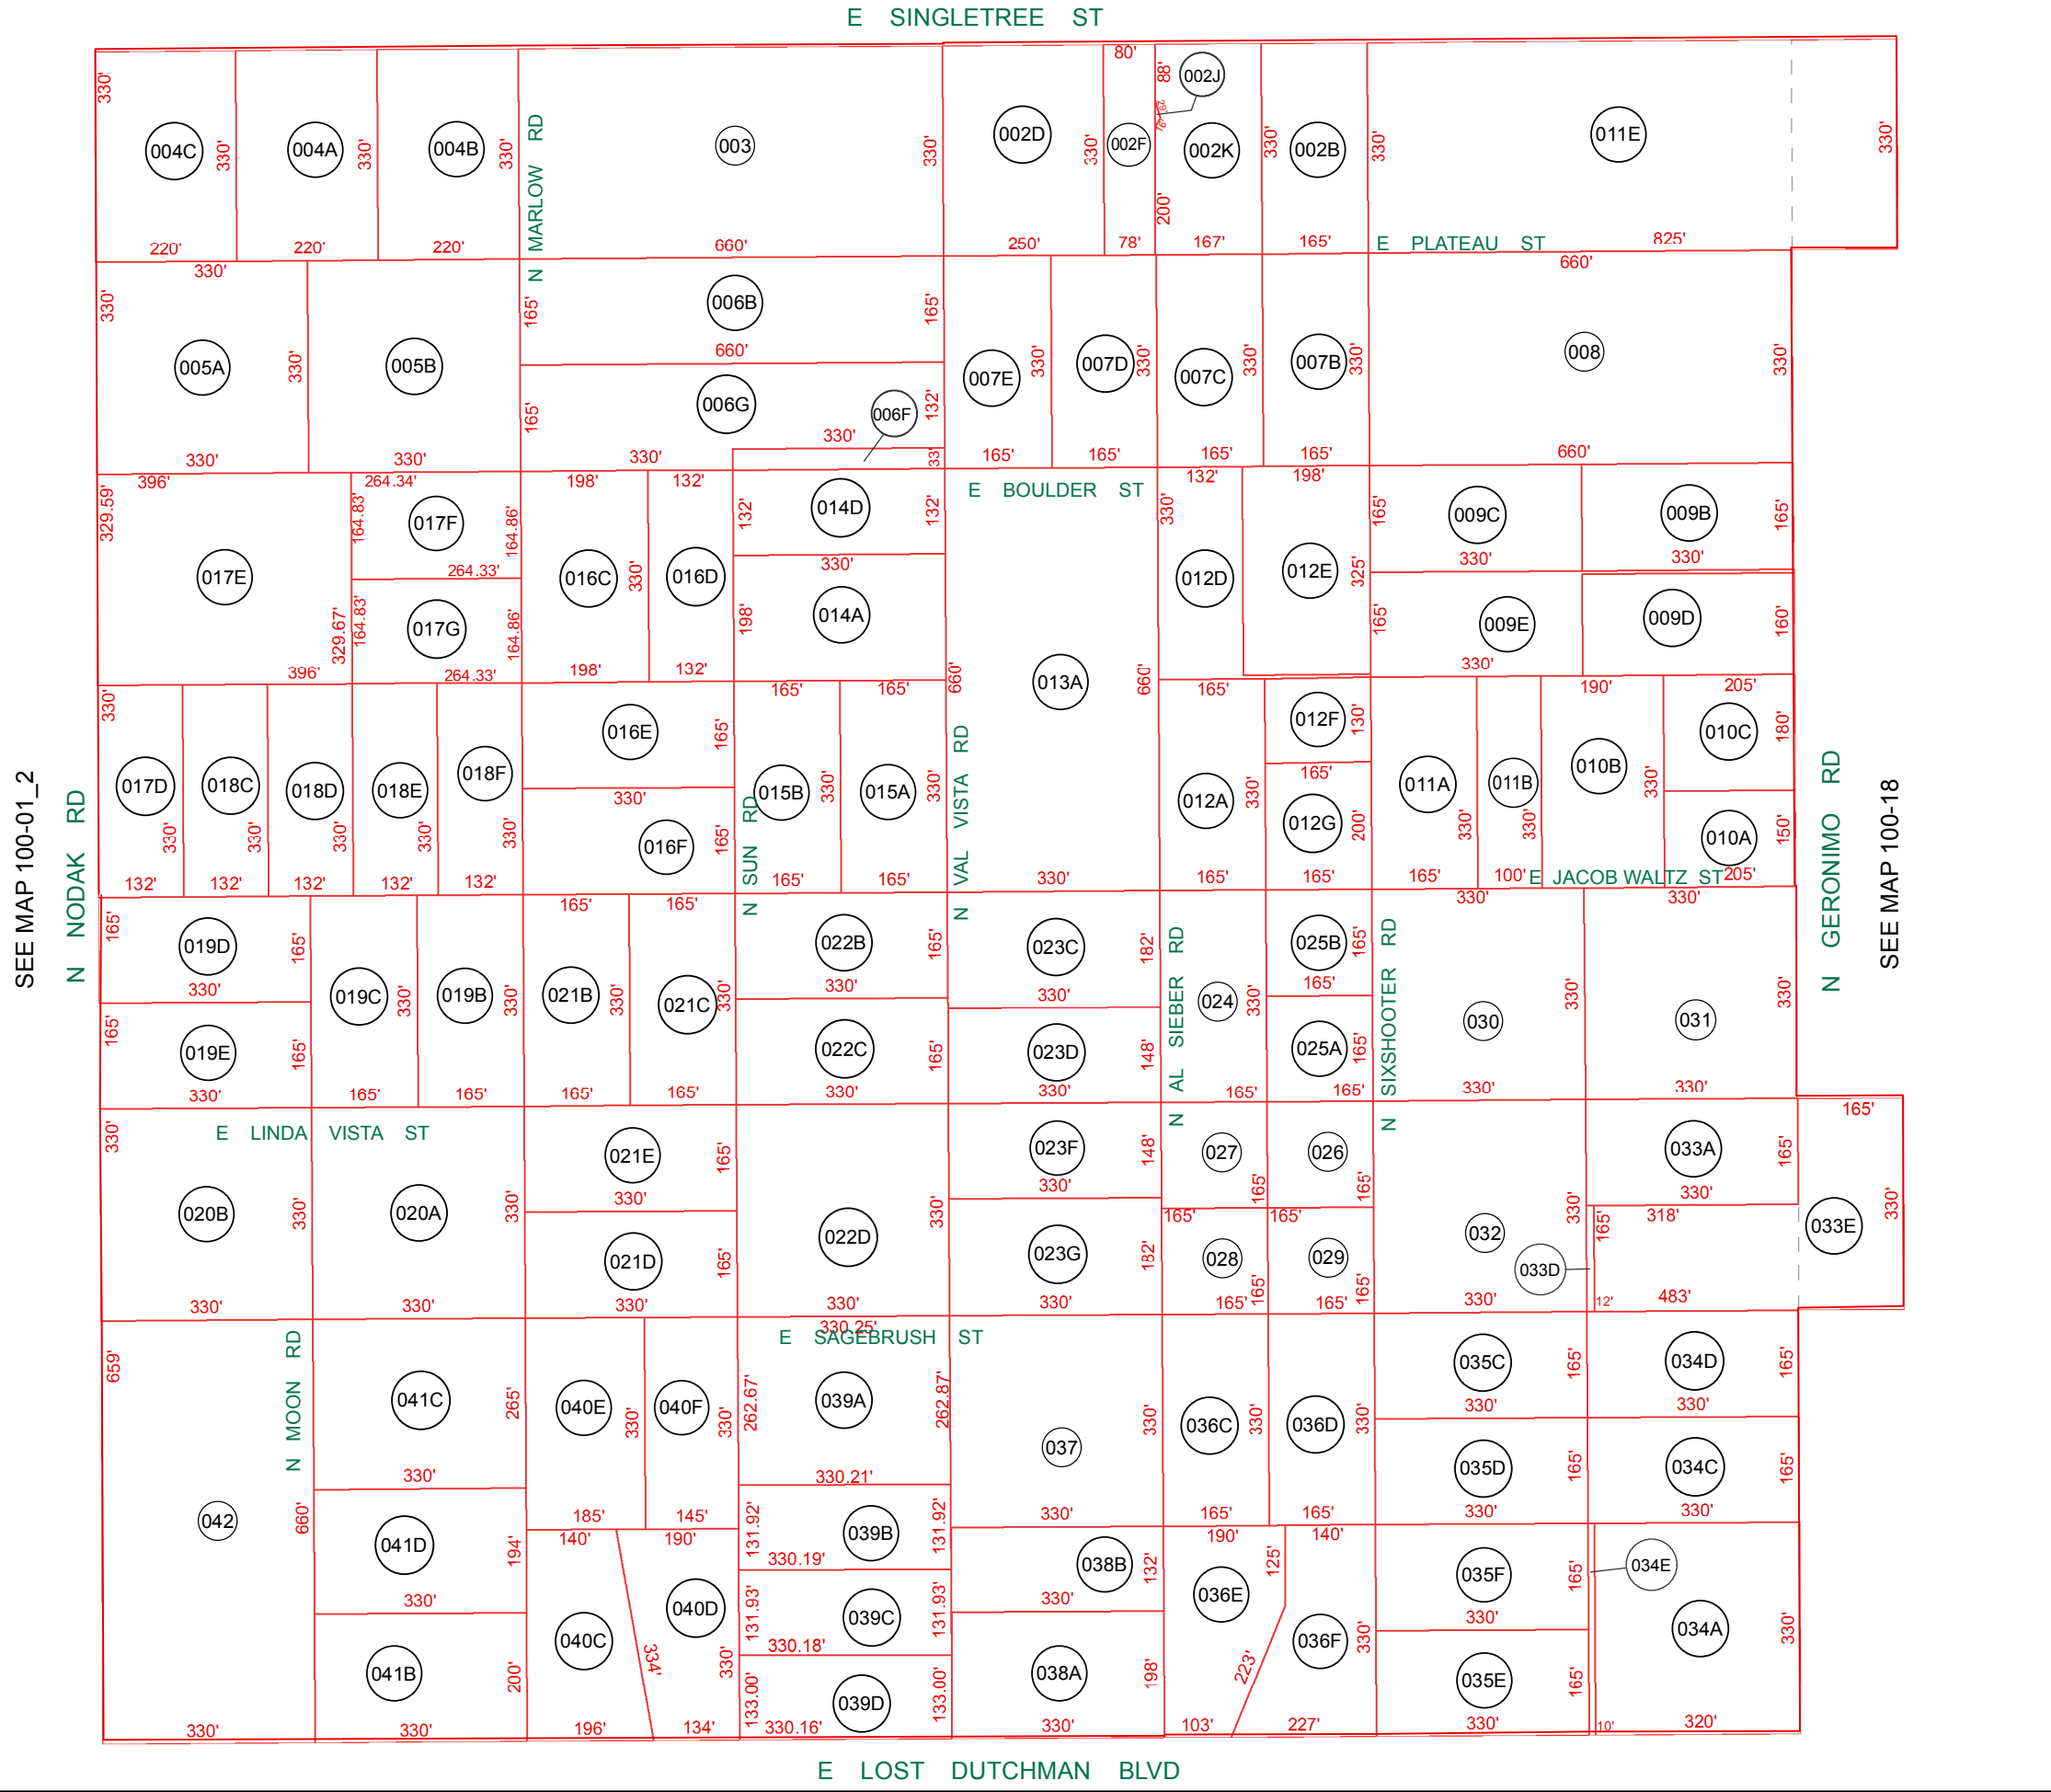 E SINGLETREE ST
330' 80' 88' 002J
004C 330' 004A 330' 004B 330' N MARLOW RD 003 330' 002D 330' 002F 29' 16' 002K 330' 002B 330' 011E 330'
200'
220' 220' 220' 660' 250' 78' 167' 165' E PLATEAU ST 825'
330' 660'
330' 165' 006B 165'
660'
005A 330' 005B 007E 330' 007D 330' 007C 330' 007B 330' 008 330'
165' 006G 006F 132'
330'
330' 330' 330' 33' 165' 165' 165' 165' 660'
396' 264.34' 198' 132' 132' 198'
329.59' 164.83' 017F 164.86' 132' 014D 132' E BOULDER ST 330' 165' 009C 009B 165'
264.33' 330' 330' 330'
017E 016C 330' 016D 012D 012E 325'
329.67' 164.83' 017G 164.86' 198' 014A 165' 009E 009D 160'
396' 264.33' 198' 132' 660' 013A 660' 330'
330' 165' 165' 165' 190' 205'
016E 165' 012F 130' 010C 180'
SEE MAP 100-01_2
N NODAK RD
017D 330' 018C 330' 018D 330' 018E 330' 018F 330' 330' N SUN RD 015B 330' 015A 330' N VAL VISTA RD 012A 330' 165' 011A 330' 011B 330' 010B 330'
016F 165' 012G 200' 010A 150'
132' 132' 132' 132' 132' 165' 165' 330' 165' 165' 165' 100' E JACOB WALTZ ST 205'
N GERONIMO RD
SEE MAP 100-18
165' 165' 330' 330'
165' 019D 165' 022B 165' 023C 182' N AL SIEBER RD 025B 165' N SIXSHOOTER RD
330' 330' 330' 165'
019C 330' 019B 330' 021B 330' 021C 330' 024 330' 030 330' 031 330'
165' 019E 165' 022C 165' 023D 148' 025A 165'
330' 165' 165' 165' 165' 330' 330' 165' 165' 330' 330'
165'
330' E LINDA VISTA ST 021E 165' 023F 148' 027 165' 026 165' 033A 165'
330' 330' 330'
020B 330' 020A 330' 022D 330' 165' 165' 032 330' 165' 318' 033E 330'
021D 165' 023G 182' 028 165' 029 165' 033D
330' 330' 330' 330' 330' 165' 165' 330' 12' 483'
330.25'
E SAGEBRUSH ST
659' N MOON RD 041C 265' 040E 330' 040F 330' 262.67' 039A 262.87' 330' 036C 330' 036D 330' 035C 165' 034D 165'
330' 330'
330' 330.21' 037 035D 165' 034C 165'
042 660' 185' 145' 330' 165' 165' 330' 330'
140' 190' 131.92' 039B 131.92' 190' 140'
041D 194' 330.19' 038B 132' 125' 035F 165' 034E
330' 330' 036E 330'
040D 131.93' 039C 131.93' 034A 330'
040C 334' 330' 330.18' 036F 330'
041B 200' 133.00' 039D 133.00' 038A 198' 223' 035E 165'
330' 330' 196' 134' 330.16' 330' 103' 227' 330' 10' 320'
E LOST DUTCHMAN BLVD